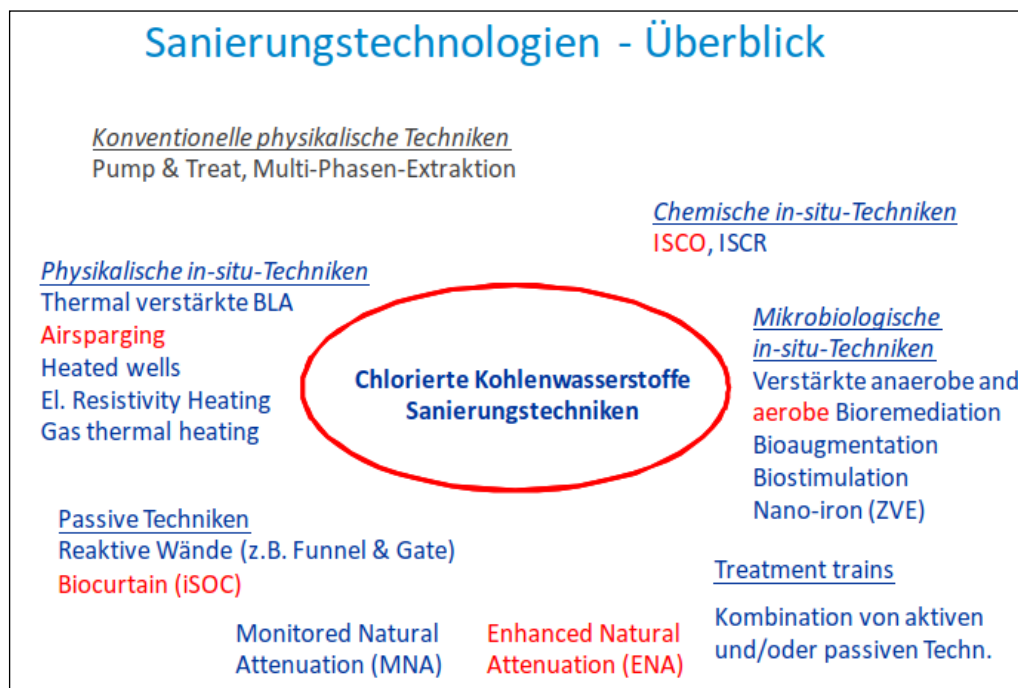 Sanierungstechnologien - Überblick
Konventionelle physikalische Techniken
Pump & Treat, Multi-Phasen-Extraktion
Chemische in-situ-Techniken
ISCO, ISCR
Physikalische in-situ-Techniken
Thermal verstärkte BLA
Airsparging
Heated wells
El. Resistivity Heating
Gas thermal heating
Chlorierte Kohlenwasserstoffe
Sanierungstechniken
Mikrobiologische
in-situ-Techniken
Verstärkte anaerobe and
aerobe Bioremediation
Bioaugmentation
Biostimulation
Nano-iron (ZVE)
Passive Techniken
Reaktive Wände (z.B. Funnel & Gate)
Biocurtain (iSOC)
Monitored Natural
Attenuation (MNA)
Enhanced Natural
Attenuation (ENA)
Treatment trains
Kombination von aktiven
und/oder passiven Techn.